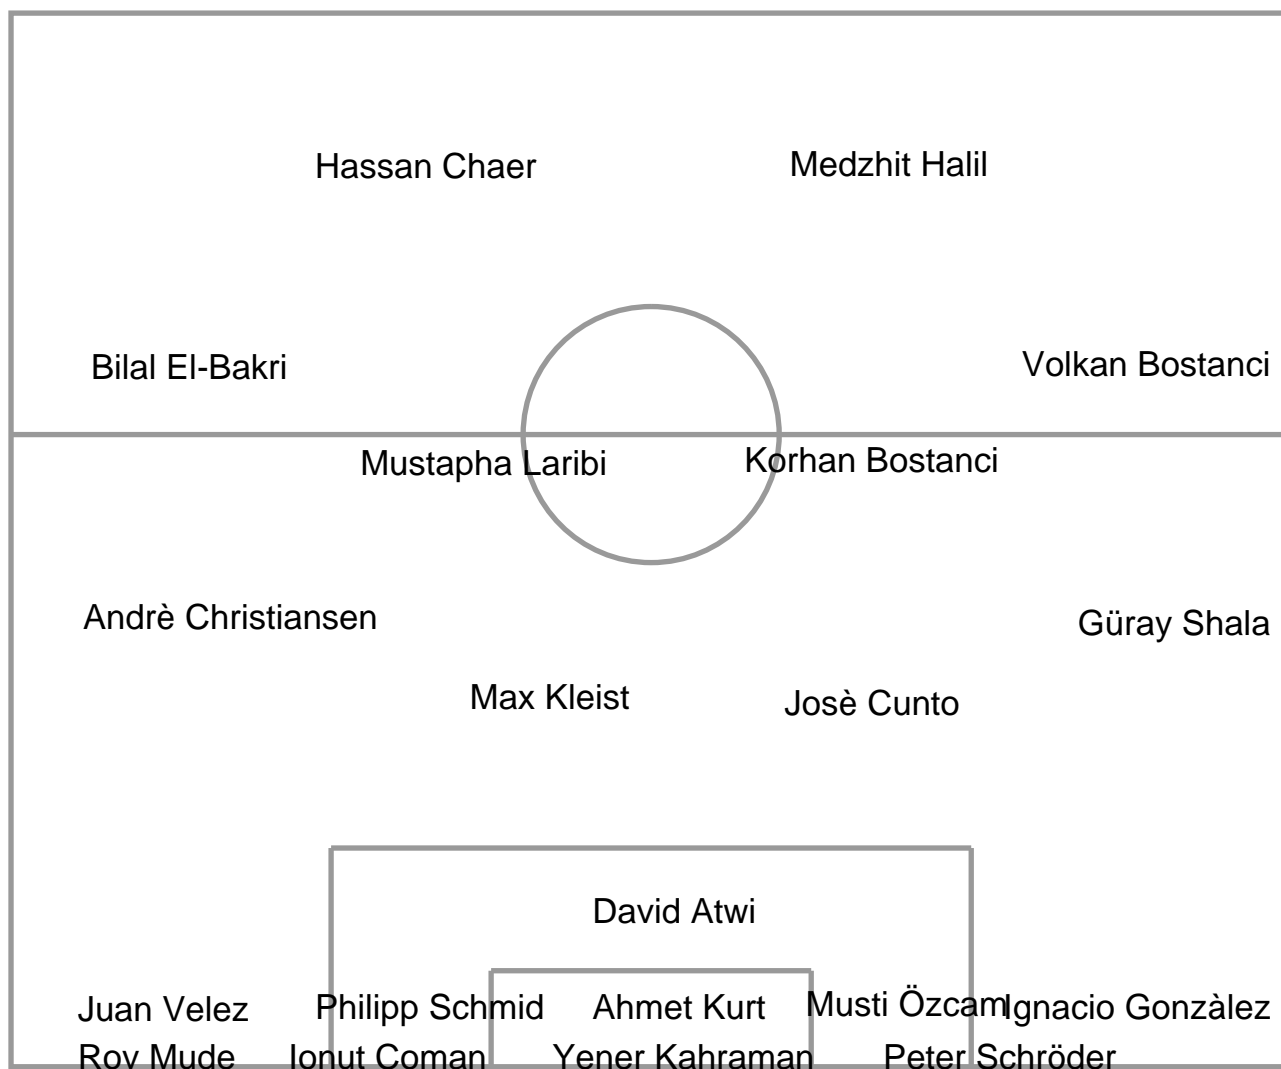 Hassan Chaer Medzhit Halil
Bilal El-Bakri Volkan Bostanci
Mustapha Laribi Korhan Bostanci
Andrè Christiansen Güray Shala
Max Kleist Josè Cunto
David Atwi
Juan Velez Philipp Schmid Ahmet Kurt Musti Özcam Ignacio Gonzàlez
Roy Mude Ionut Coman Yener Kahraman Peter Schröder